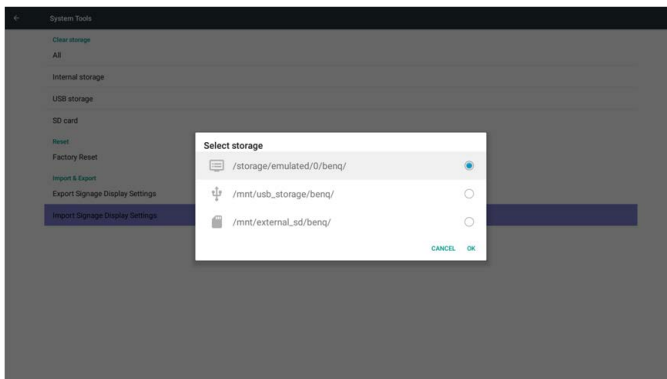 System Tools
Clear storage
All
Internal storage
USB storage
SD card
Reset
Factory Reset
Import & Export
Export Signage Display Settings
Import Signage Display Settings
Select storage
/storage/emulated/0/benq/
/mnt/usb_storage/benq/
/mnt/external_sd/benq/
CANCEL OK